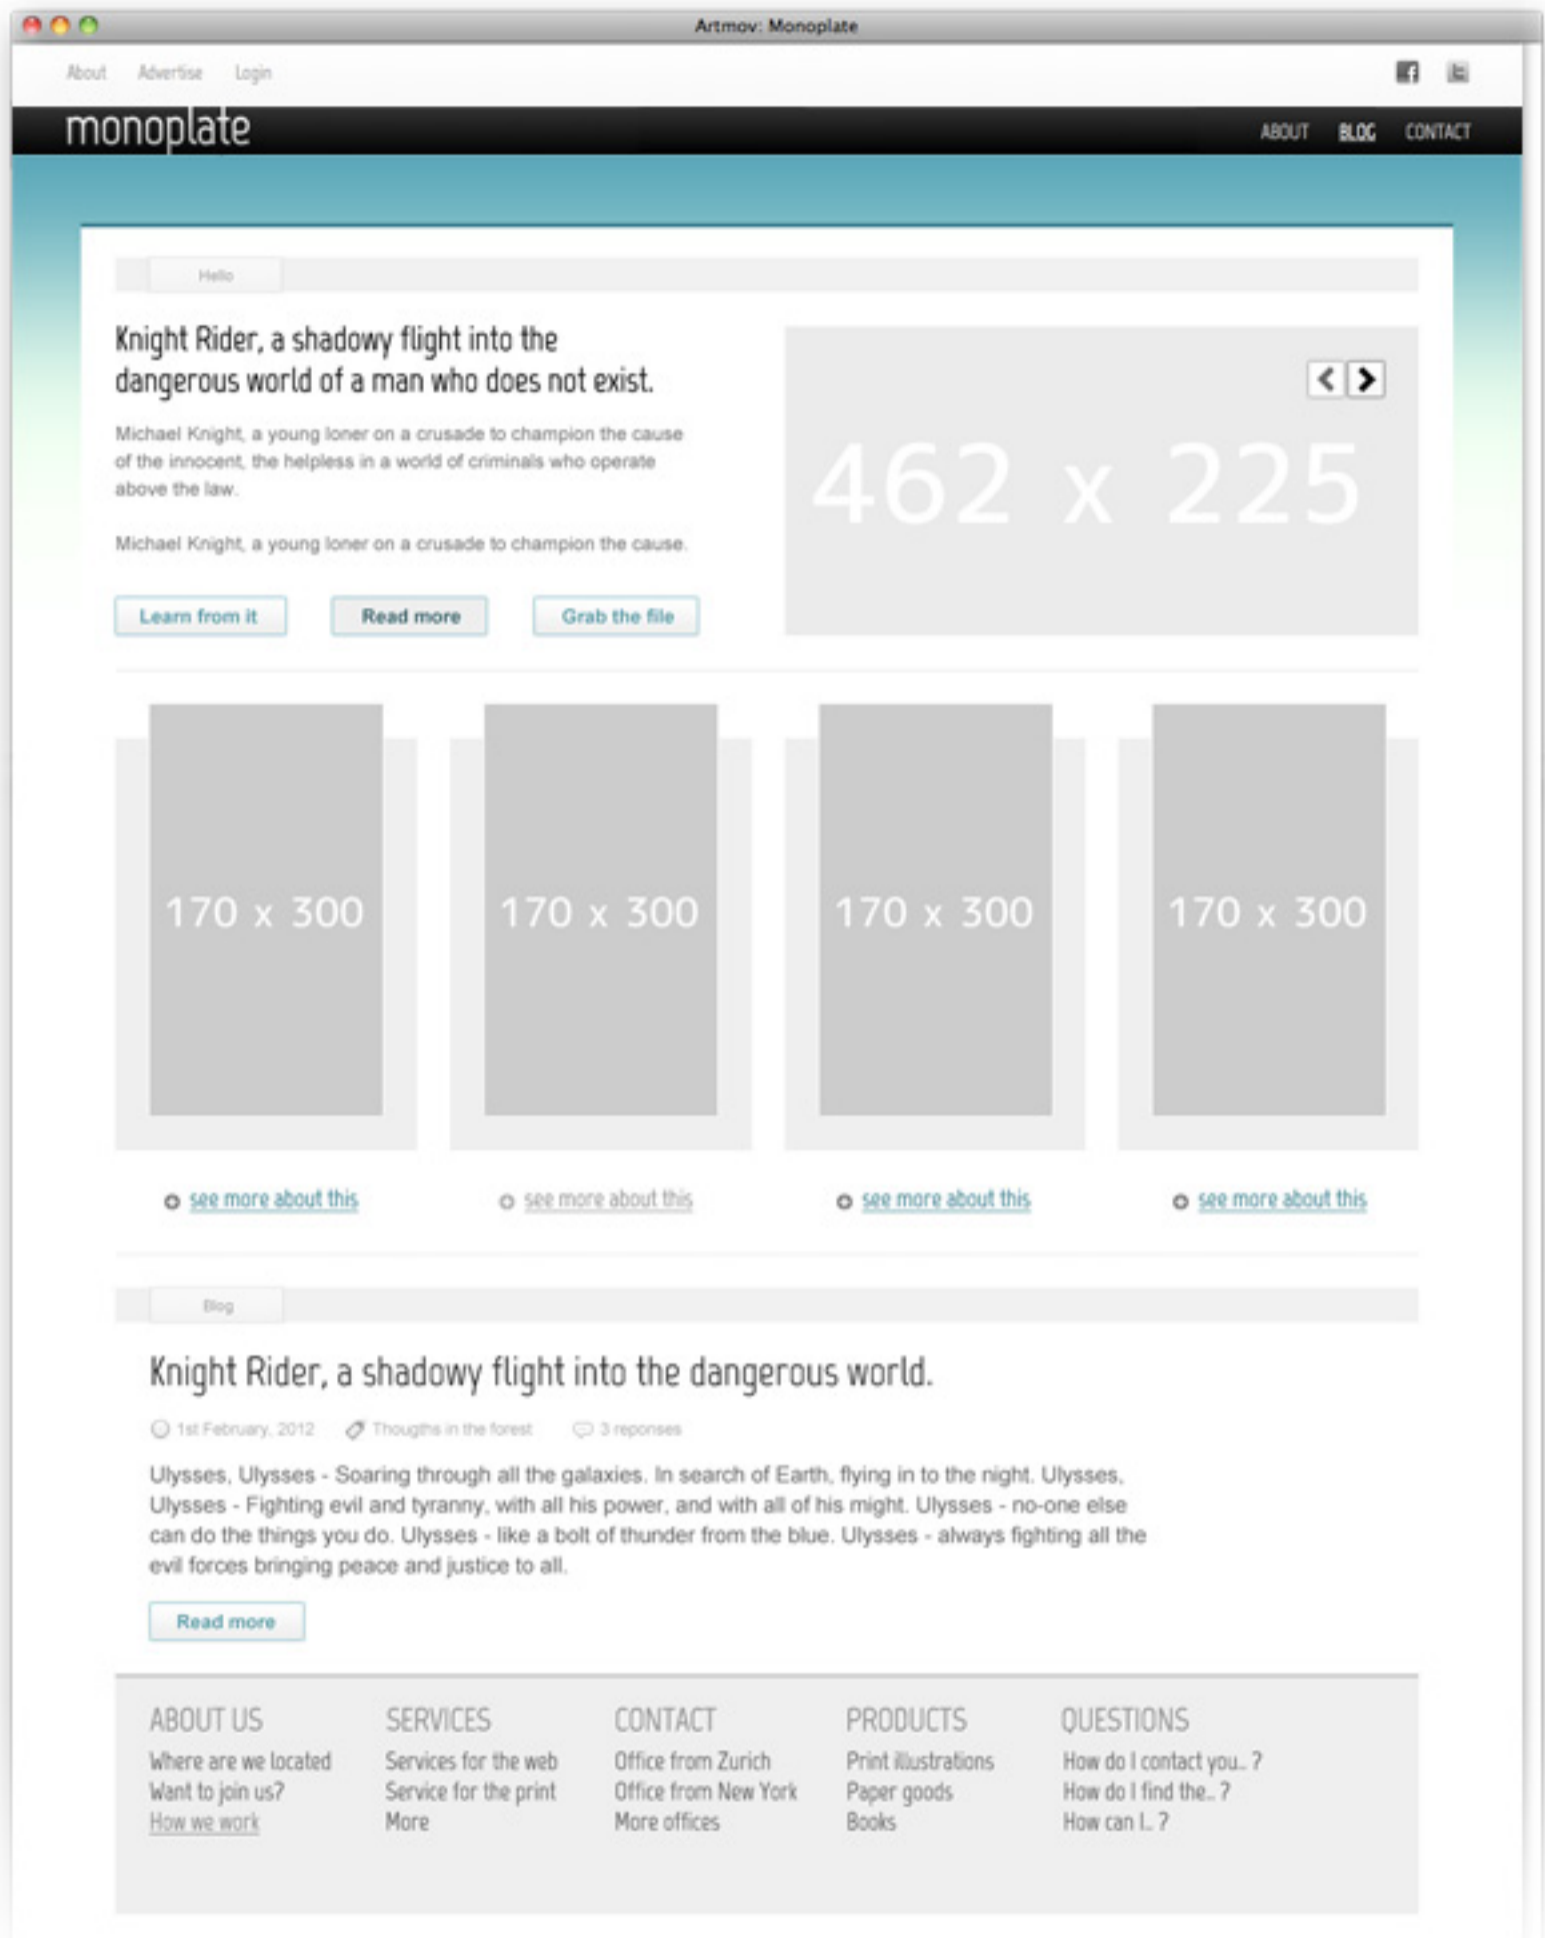 Artmov: Monoplate
About Advertise Login
monoplate
ABOUT BLOG CONTACT
Hello
Knight Rider, a shadowy flight into the
dangerous world of a man who does not exist.
Michael Knight, a young loner on a crusade to champion the cause
of the innocent, the helpless in a world of criminals who operate
above the law.
Michael Knight, a young loner on a crusade to champion the cause.
Learn from it
Read more
Grab the file
462 x 225
170 x 300
170 x 300
170 x 300
170 x 300
see more about this
see more about this
see more about this
see more about this
Blog
Knight Rider, a shadowy flight into the dangerous world.
1st February, 2012 Thougths in the forest 3 reponses
Ulysses, Ulysses - Soaring through all the galaxies. In search of Earth, flying in to the night. Ulysses,
Ulysses - Fighting evil and tyranny, with all his power, and with all of his might. Ulysses - no-one else
can do the things you do. Ulysses - like a bolt of thunder from the blue. Ulysses - always fighting all the
evil forces bringing peace and justice to all.
Read more
ABOUT US
Where are we located
Want to join us?
How we work
SERVICES
Services for the web
Service for the print
More
CONTACT
Office from Zurich
Office from New York
More offices
PRODUCTS
Print illustrations
Paper goods
Books
QUESTIONS
How do I contact you.. ?
How do I find the.. ?
How can I.. ?